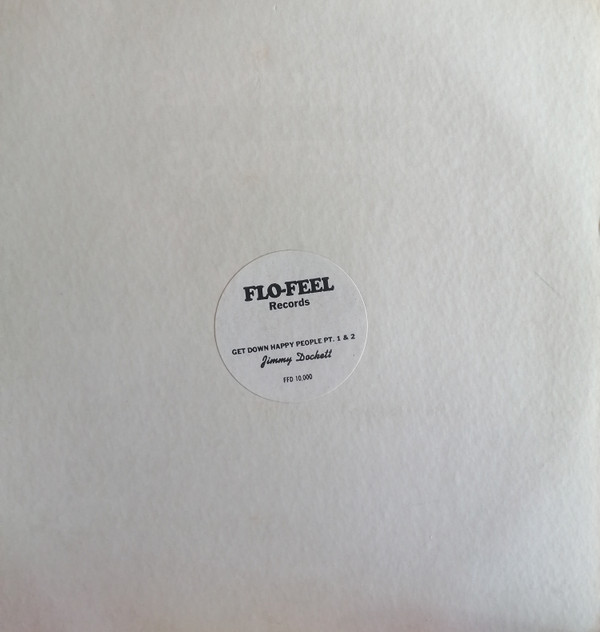 FLO-FEEL
Records
GET DOWN HAPPY PEOPLE PT. 1 & 2
Jimmy Dockett
FFD 10,000